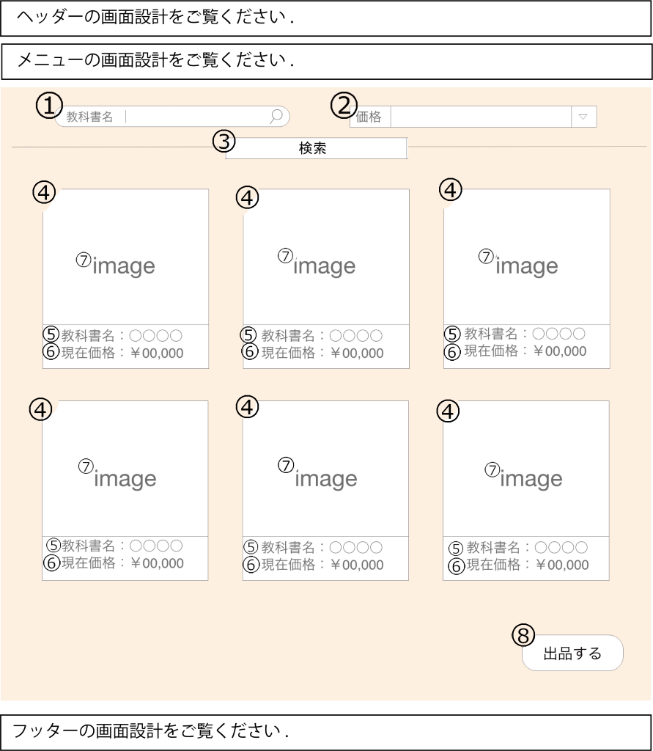 ヘッダーの画面設計をご覧ください.
メニューの画面設計をご覧ください.
① 教科書名 ② 価格
③ 検索
④ ④ ④
⑦image ⑦image ⑦image
⑤教科書名：○○○○ ⑤教科書名：○○○○ ⑤教科書名：○○○○
⑥現在価格：￥00,000 ⑥現在価格：￥00,000 ⑥現在価格：￥00,000
④ ④ ④
⑦image ⑦image ⑦image
⑤教科書名：○○○○ ⑤教科書名：○○○○ ⑤教科書名：○○○○
⑥現在価格：￥00,000 ⑥現在価格：￥00,000 ⑥現在価格：￥00,000
⑧ 出品する
フッターの画面設計をご覧ください.